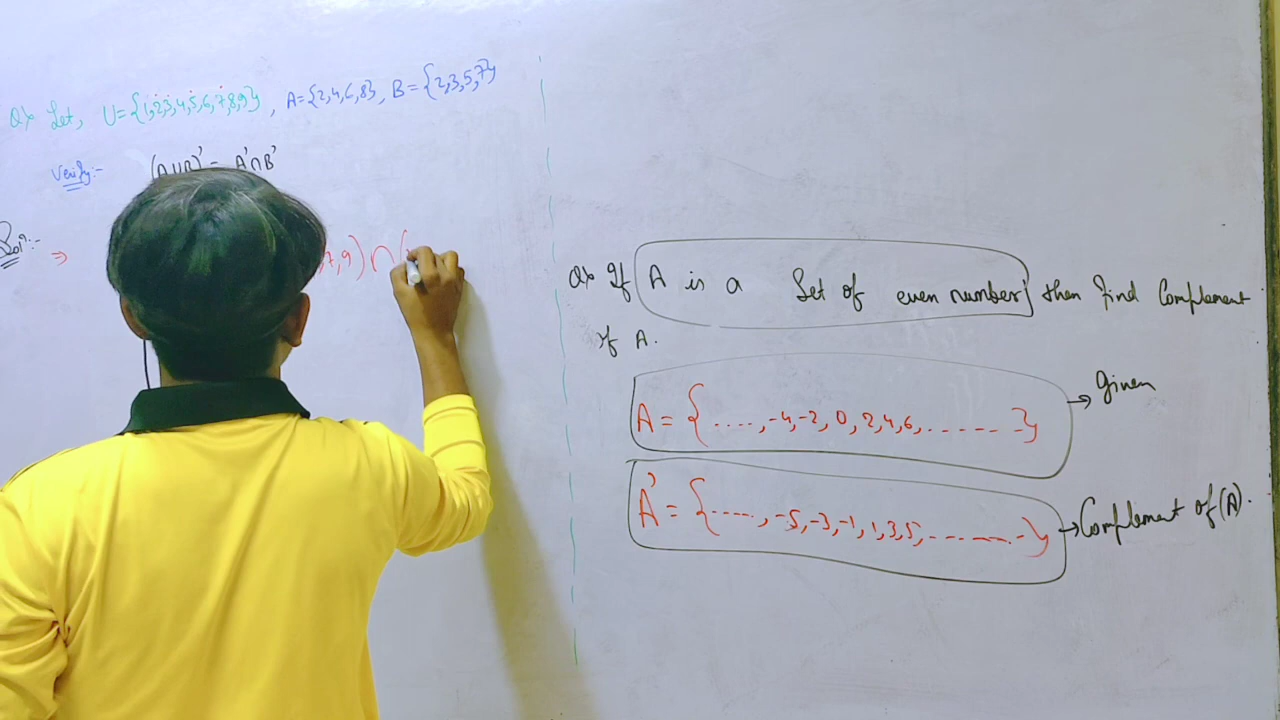 Q» Let, U={1,2,3,4,5,6,7,8,9}, A={2,4,6,8}, B={2,3,5,7}
Verify:- (AUB)' = A'∩B'
Sol^n:- ⇒ ,7,9)∩(
Q» If A is a Set of even number, then find Complement
of A.
A = {....,-4,-2,0,2,4,6,......} → Given
A' = {....., -5,-3,-1,1,3,5,.........} → Complement of (A).